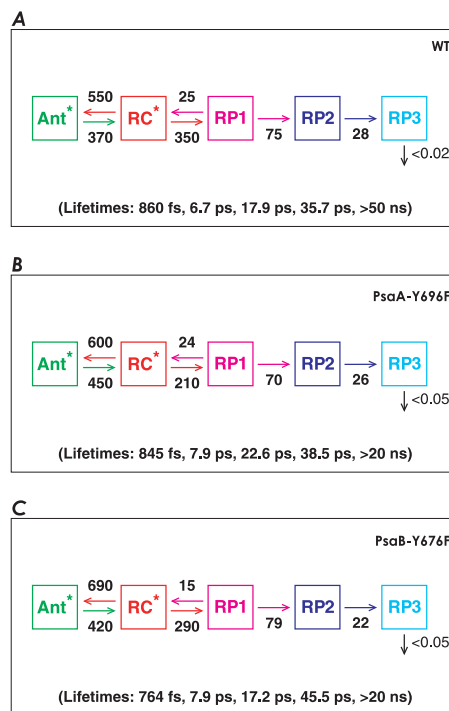 A
WT
550 25
Ant* RC* RP1 RP2 RP3
370 350 75 28
<0.02
(Lifetimes: 860 fs, 6.7 ps, 17.9 ps, 35.7 ps, >50 ns)
B
PsaA-Y696F
600 24
Ant* RC* RP1 RP2 RP3
450 210 70 26
<0.05
(Lifetimes: 845 fs, 7.9 ps, 22.6 ps, 38.5 ps, >20 ns)
C
PsaB-Y676F
690 15
Ant* RC* RP1 RP2 RP3
420 290 79 22
<0.05
(Lifetimes: 764 fs, 7.9 ps, 17.2 ps, 45.5 ps, >20 ns)